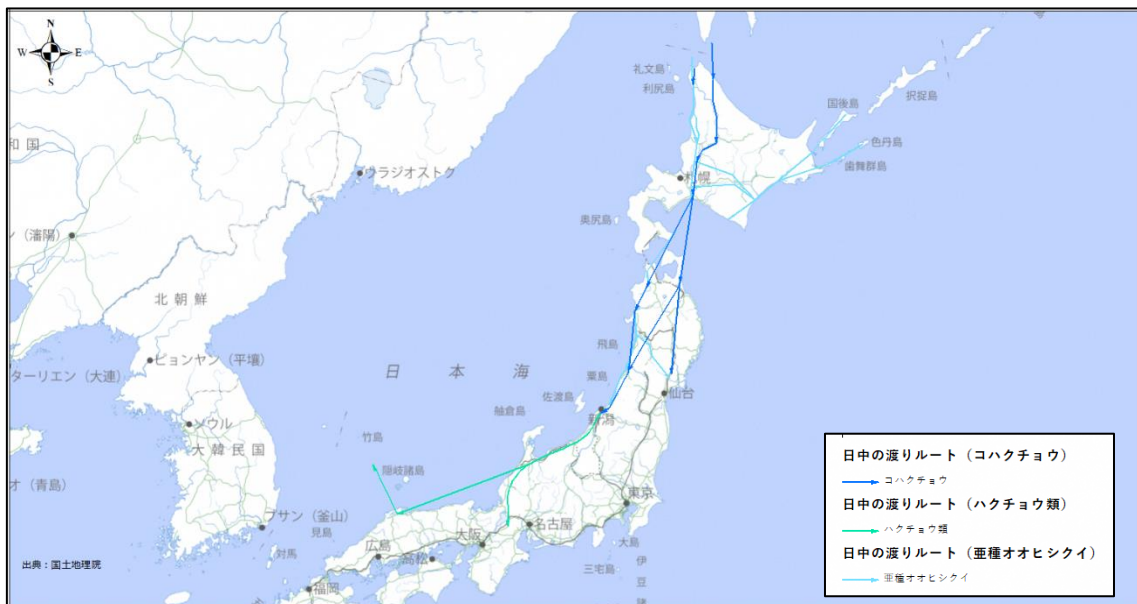 N
W E
S
礼文島
利尻島
国後島
択捉島
色丹島
歯舞群島
和国
ウラジオストク
札幌
奥尻島
ン(瀋陽)
北朝鮮
ピョンヤン(平壌)
ターリエン(大連)
日本海
飛島
粟島
佐渡島
舳倉島
新潟
仙台
ソウル
大韓民国
竹島
隠岐諸島
オ(青島)
プサン(釜山)
見島
対馬
東京
名古屋
大阪
広島
高松
大島
三宅島
伊
豆
諸
福岡
出典:国土地理院
日中の渡りルート(コハクチョウ)
コハクチョウ
日中の渡りルート(ハクチョウ類)
ハクチョウ類
日中の渡りルート(亜種オオヒシクイ)
亜種オオヒシクイ